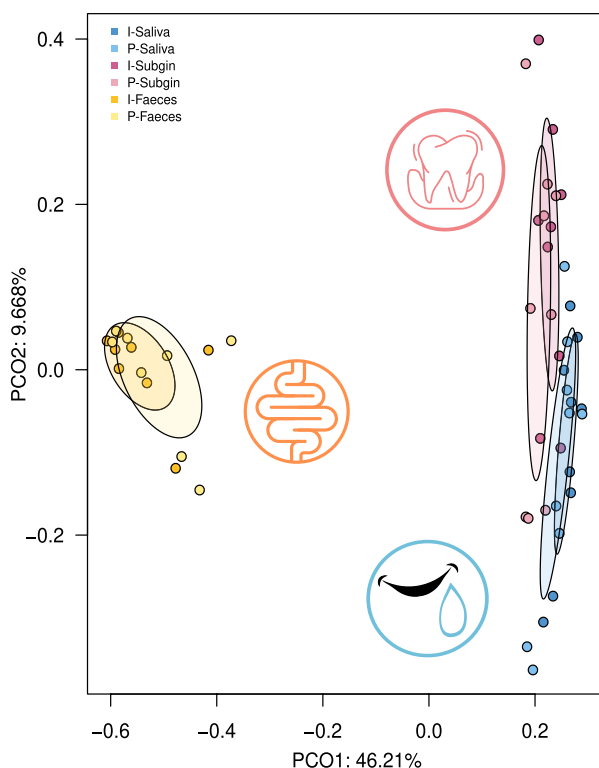 I-Saliva
P-Saliva
I-Subgin
P-Subgin
I-Faeces
P-Faeces
0.4
0.2
0.0
−0.2
PCO2: 9.668%
−0.6
−0.4
−0.2
0.0
0.2
PCO1: 46.21%